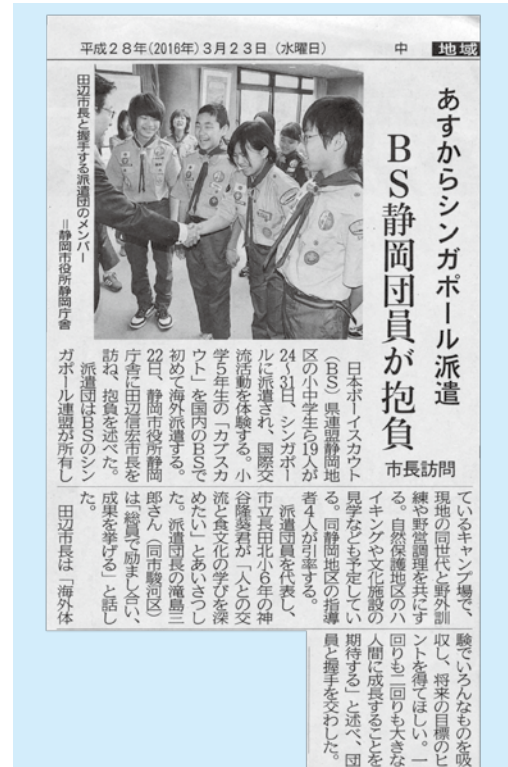 平成28年(2016年)3月23日(水曜日)
中
地域
あすからシンガポール派遣
BS静岡団員が抱負
市長訪問
田辺市長と握手する派遣団のメンバー
=静岡市役所静岡庁舎
日本ボーイスカウト
(BS)県連盟静岡地
区の小中学生ら19人が
24~31日、シンガポー
ルに派遣され、国際交
流活動を体験する。小
学5年生の「カブスカ
ウト」を国内のBSで
初めて海外派遣する。
22日、静岡市役所静岡
庁舎に田辺信宏市長を
訪ね、抱負を述べた。
派遣団はBSのシン
ガポール連盟が所有し
ているキャンプ場で、
現地の同世代と野外訓
練や野営調理を共にす
る。自然保護地区のハ
イキングや文化施設の
見学なども予定してい
る。同静岡地区の指導
者4人が引率する。
派遣団員を代表し、
市立長田北小6年の神
谷隆葵君が「人との交
流と食文化の学びを深
めたい」とあいさつし
た。派遣団長の滝島三
郎さん(同市駿河区)
は「総員で励まし合い、
成果を挙げる」と話し
た。
田辺市長は「海外体
験でいろんなものを吸
収し、将来の目標のヒ
ントを得てほしい。一
回りも二回りも大きな
人間に成長することを
期待する」と述べ、団
員と握手を交わした。